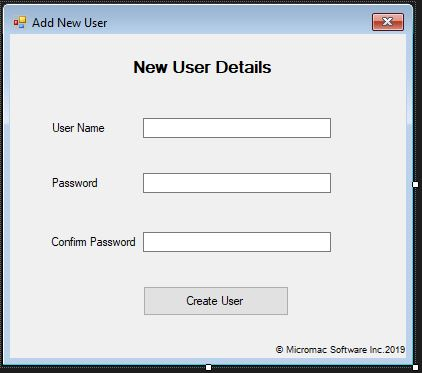 Add New User
New User Details
User Name
Password
Confirm Password
Create User
© Micromac Software Inc.2019